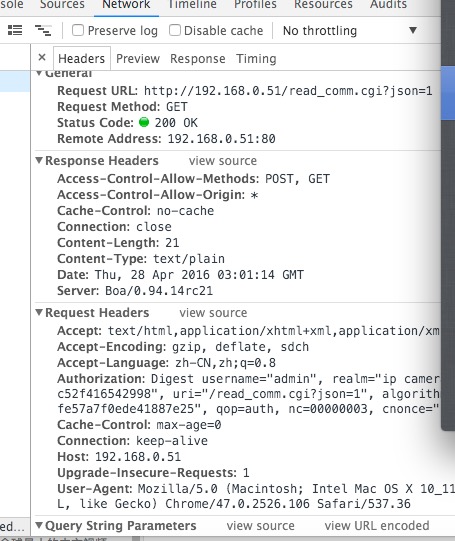 sole Sources Network Timeline Profiles Resources Audits
Preserve log Disable cache No throttling ▼
× Headers Preview Response Timing
▼General
Request URL: http://192.168.0.51/read_comm.cgi?json=1
Request Method: GET
Status Code: 200 OK
Remote Address: 192.168.0.51:80
▼Response Headers view source
Access-Control-Allow-Methods: POST, GET
Access-Control-Allow-Origin: *
Cache-Control: no-cache
Connection: close
Content-Length: 21
Content-Type: text/plain
Date: Thu, 28 Apr 2016 03:01:14 GMT
Server: Boa/0.94.14rc21
▼Request Headers view source
Accept: text/html,application/xhtml+xml,application/xm
Accept-Encoding: gzip, deflate, sdch
Accept-Language: zh-CN,zh;q=0.8
Authorization: Digest username="admin", realm="ip camer
c52f416542998", uri="/read_comm.cgi?json=1", algorith
fe57a7f0ede41887e25", qop=auth, nc=00000003, cnonce="
Cache-Control: max-age=0
Connection: keep-alive
Host: 192.168.0.51
Upgrade-Insecure-Requests: 1
User-Agent: Mozilla/5.0 (Macintosh; Intel Mac OS X 10_11
L, like Gecko) Chrome/47.0.2526.106 Safari/537.36
ed... ▼Query String Parameters view source view URL encoded